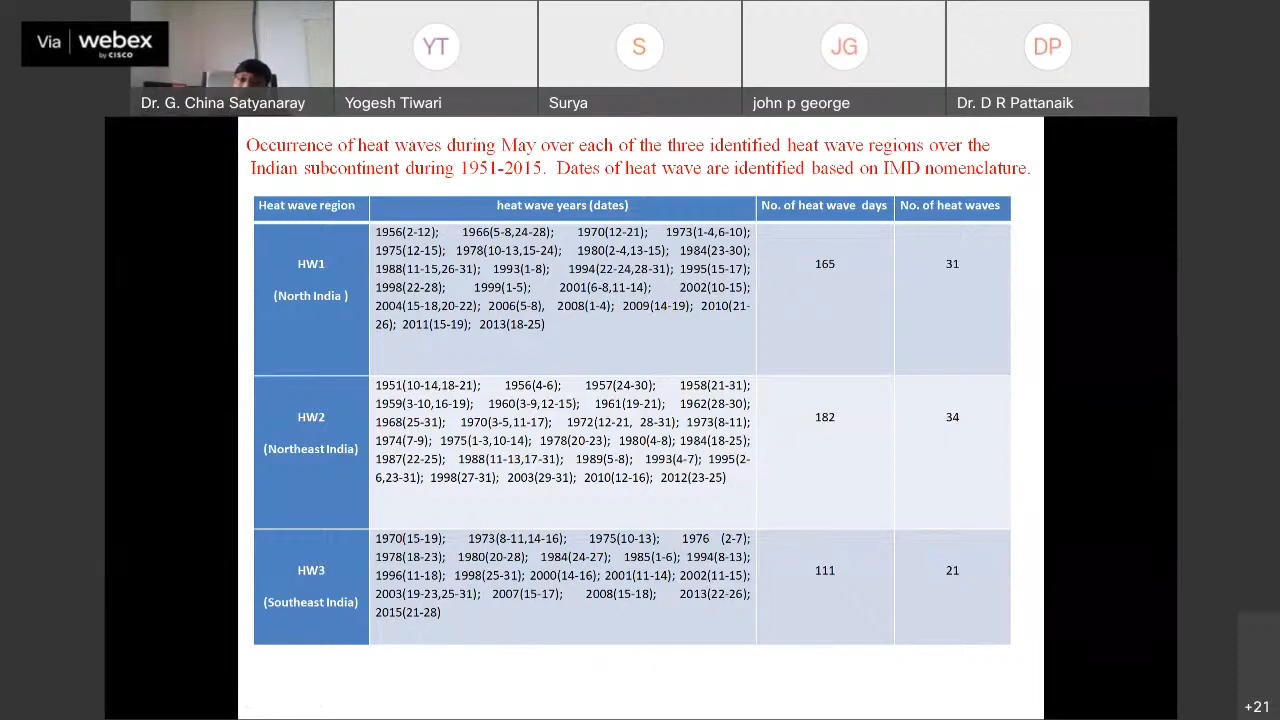 Via webex
by CISCO
YT
S
JG
DP
Dr. G. China Satyanaray
Yogesh Tiwari
Surya
john p george
Dr. D R Pattanaik
Occurrence of heat waves during May over each of the three identified heat wave regions over the
Indian subcontinent during 1951-2015. Dates of heat wave are identified based on IMD nomenclature.
Heat wave region
heat wave years (dates)
No. of heat wave days
No. of heat waves
HW1
(North India )
1956(2-12); 1966(5-8,24-28); 1970(12-21); 1973(1-4,6-10);
1975(12-15); 1978(10-13,15-24); 1980(2-4,13-15); 1984(23-30);
1988(11-15,26-31); 1993(1-8); 1994(22-24,28-31); 1995(15-17);
1998(22-28); 1999(1-5); 2001(6-8,11-14); 2002(10-15);
2004(15-18,20-22); 2006(5-8), 2008(1-4); 2009(14-19); 2010(21-
26); 2011(15-19); 2013(18-25)
165
31
HW2
(Northeast India)
1951(10-14,18-21); 1956(4-6); 1957(24-30); 1958(21-31);
1959(3-10,16-19); 1960(3-9,12-15); 1961(19-21); 1962(28-30);
1968(25-31); 1970(3-5,11-17); 1972(12-21, 28-31); 1973(8-11);
1974(7-9); 1975(1-3,10-14); 1978(20-23); 1980(4-8); 1984(18-25);
1987(22-25); 1988(11-13,17-31); 1989(5-8); 1993(4-7); 1995(2-
6,23-31); 1998(27-31); 2003(29-31); 2010(12-16); 2012(23-25)
182
34
HW3
(Southeast India)
1970(15-19); 1973(8-11,14-16); 1975(10-13); 1976 (2-7);
1978(18-23); 1980(20-28); 1984(24-27); 1985(1-6); 1994(8-13);
1996(11-18); 1998(25-31); 2000(14-16); 2001(11-14); 2002(11-15);
2003(19-23,25-31); 2007(15-17); 2008(15-18); 2013(22-26);
2015(21-28)
111
21
+21